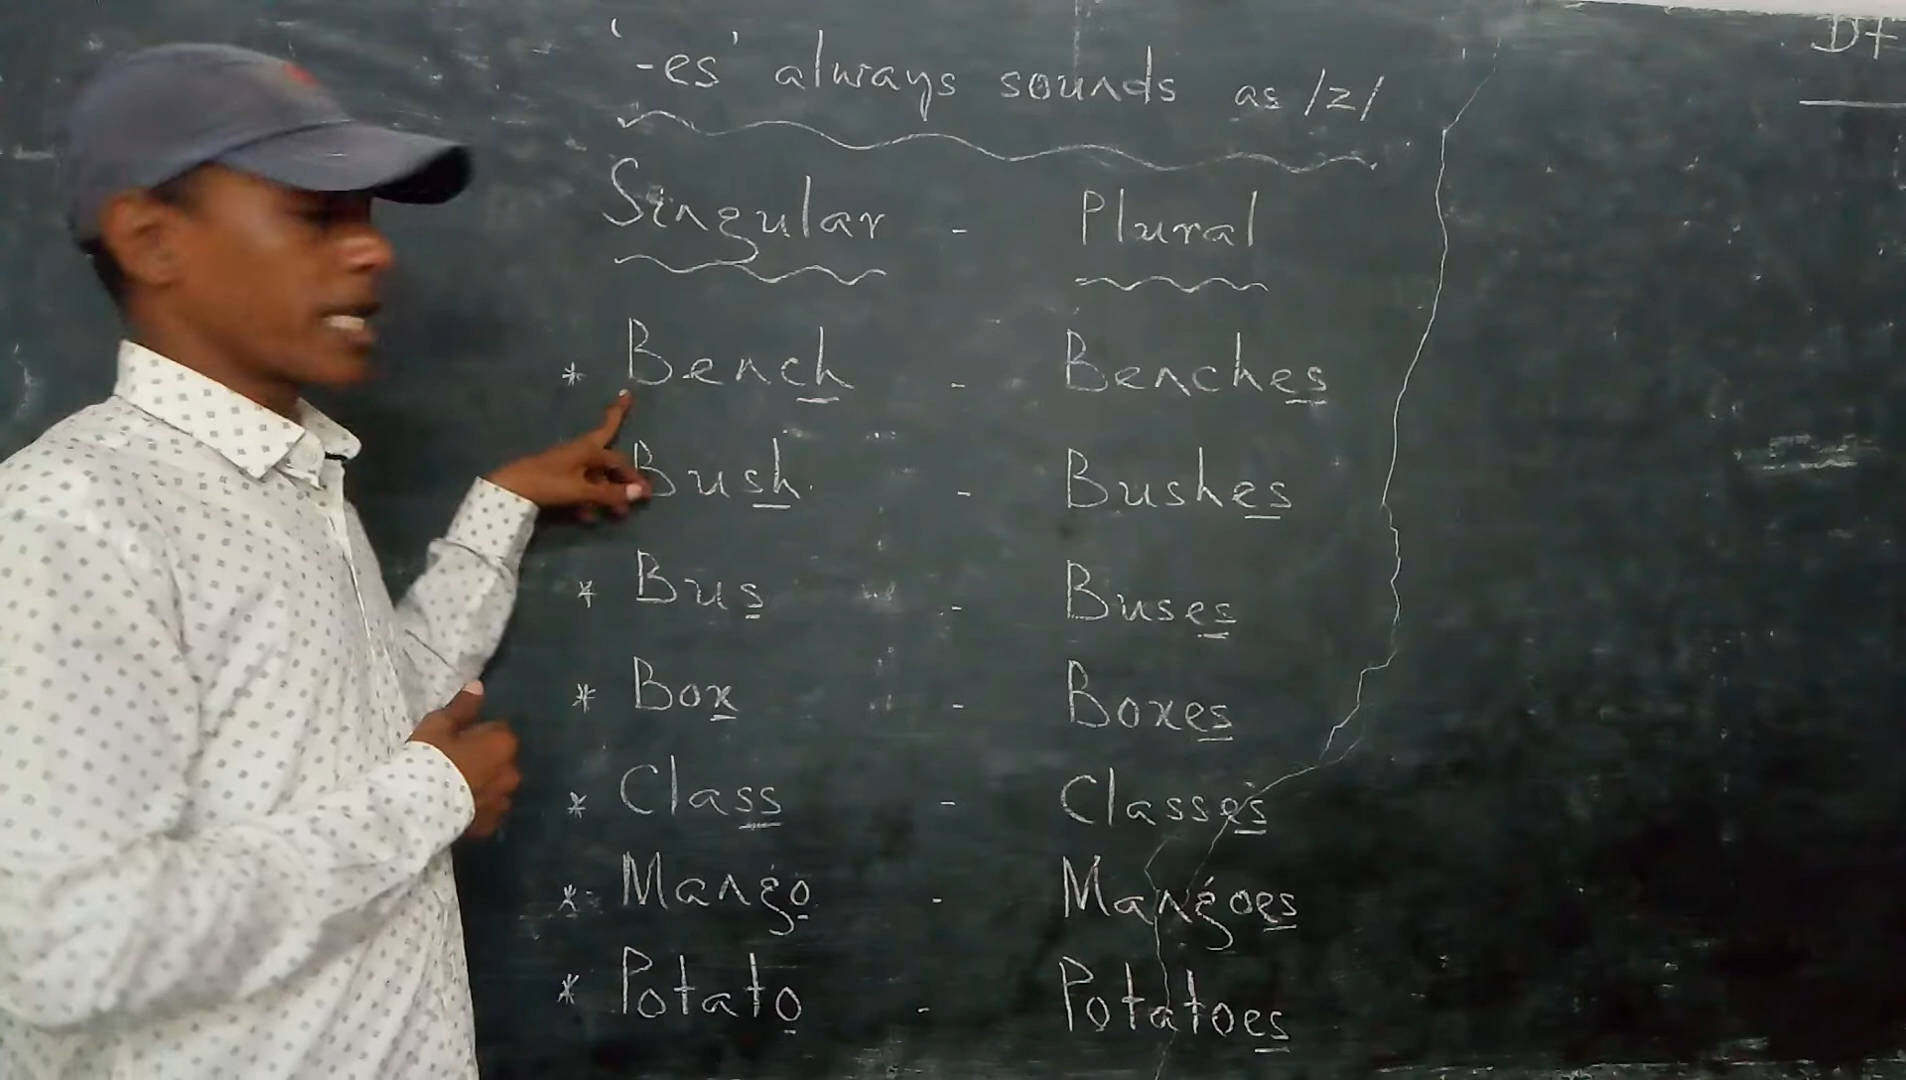 '-es' always sounds as /z/
Singular - Plural
* Bench - Benches
Bush - Bushes
* Bus - Buses
* Box - Boxes
* Class - Classes
* Mango - Mangoes
* Potato - Potatoes